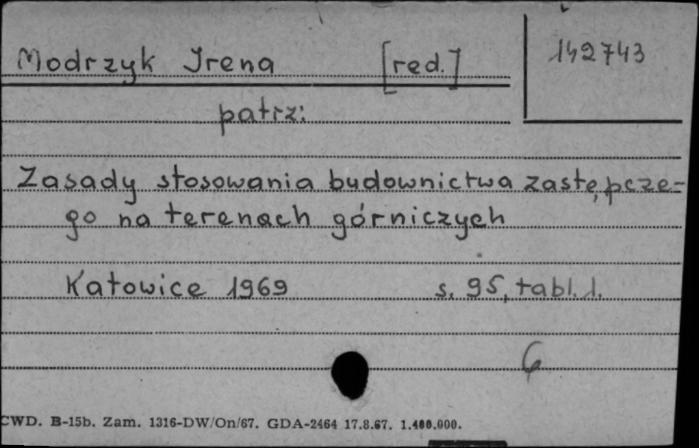 Modrzyk Irena [red.] 142743
patrz:
Zasady stosowania budownictwa zastępcze-
go na terenach górniczych
Katowice 1969 s. 95, tabl. 1.
6
CWD. B-15b. Zam. 1316-DW/On/67. GDA-2464 17.8.67. 1.400.000.